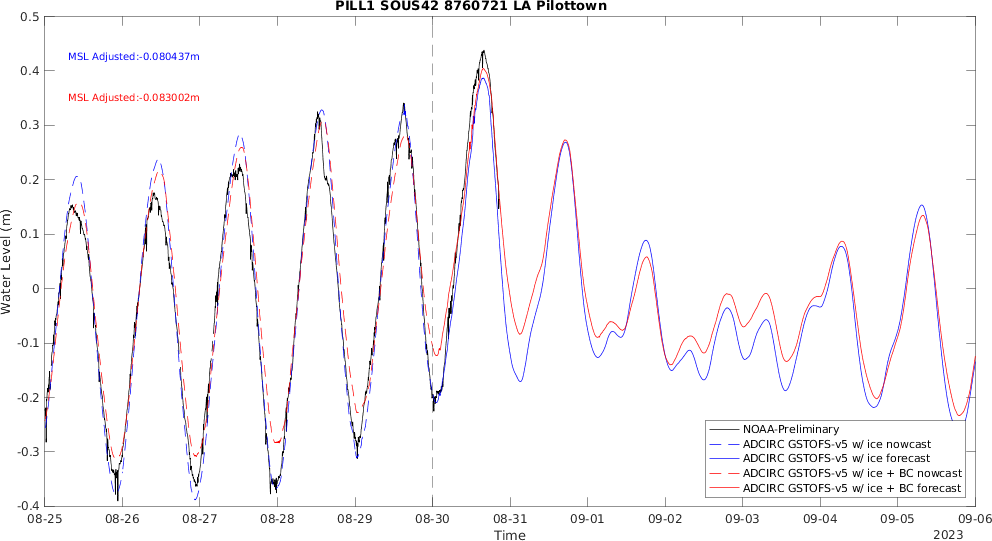 PILL1 SOUS42 8760721 LA Pilottown
0.5
0.4
0.3
0.2
0.1
0
-0.1
-0.2
-0.3
-0.4
Water Level (m)
MSL Adjusted:-0.080437m
MSL Adjusted:-0.083002m
NOAA-Preliminary
ADCIRC GSTOFS-v5 w/ ice nowcast
ADCIRC GSTOFS-v5 w/ ice forecast
ADCIRC GSTOFS-v5 w/ ice + BC nowcast
ADCIRC GSTOFS-v5 w/ ice + BC forecast
08-25 08-26 08-27 08-28 08-29 08-30 08-31 09-01 09-02 09-03 09-04 09-05 09-06
Time
2023